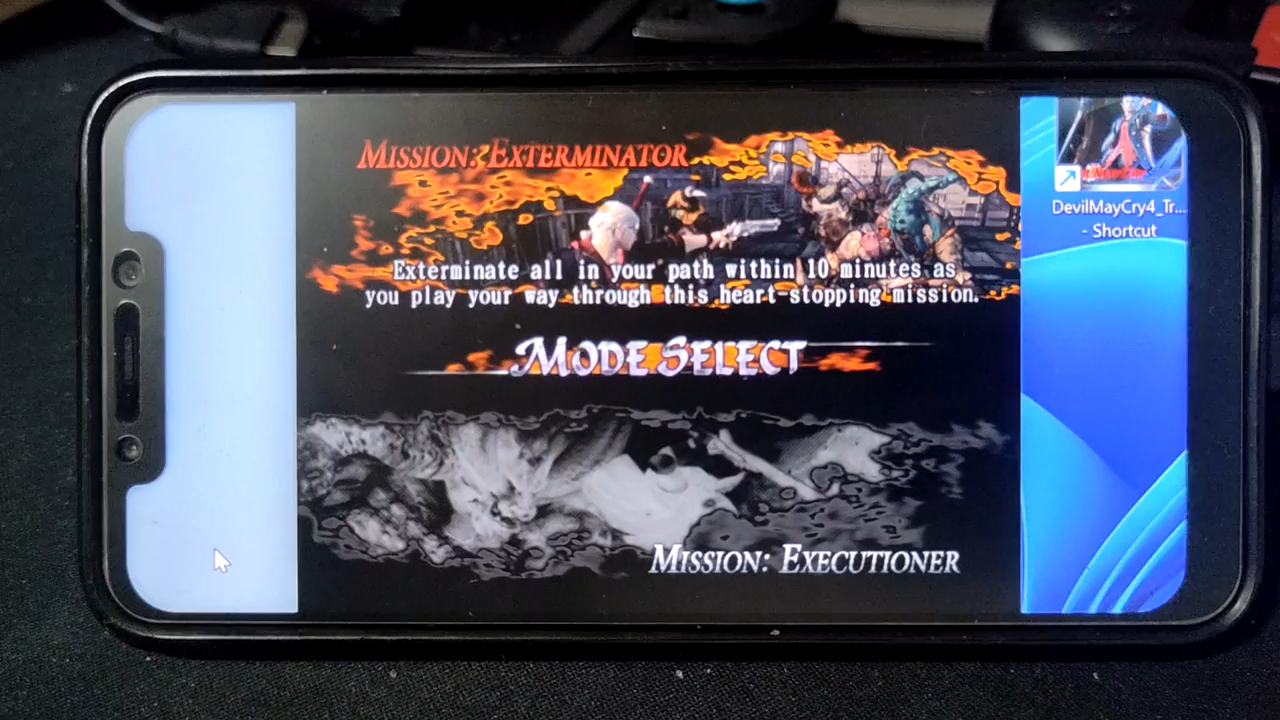 MISSION: EXTERMINATOR
Exterminate all in your path within 10 minutes as
you play your way through this heart-stopping mission.
MODE SELECT
MISSION: EXECUTIONER
DevilMayCry4_Tr...
- Shortcut